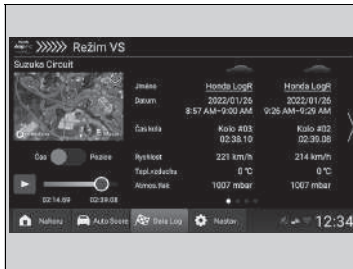 Režim VS
Suzuka Circuit
Jméno Honda LogR Honda LogR
Datum 2022/01/26 2022/01/26
8:57 AM–9:00 AM 9:26 AM–9:29 AM
Čas kola Kolo #03 Kolo #02
02:38.10 02:39.08
Čas Pozice
Rychlost 221 km/h 214 km/h
Tepl.vzduchu 0 °C 0 °C
Atmos.tlak 1007 mbar 1007 mbar
02:14.69 02:39.08
Nahoru Auto Score Data Log Nastav. 12:34